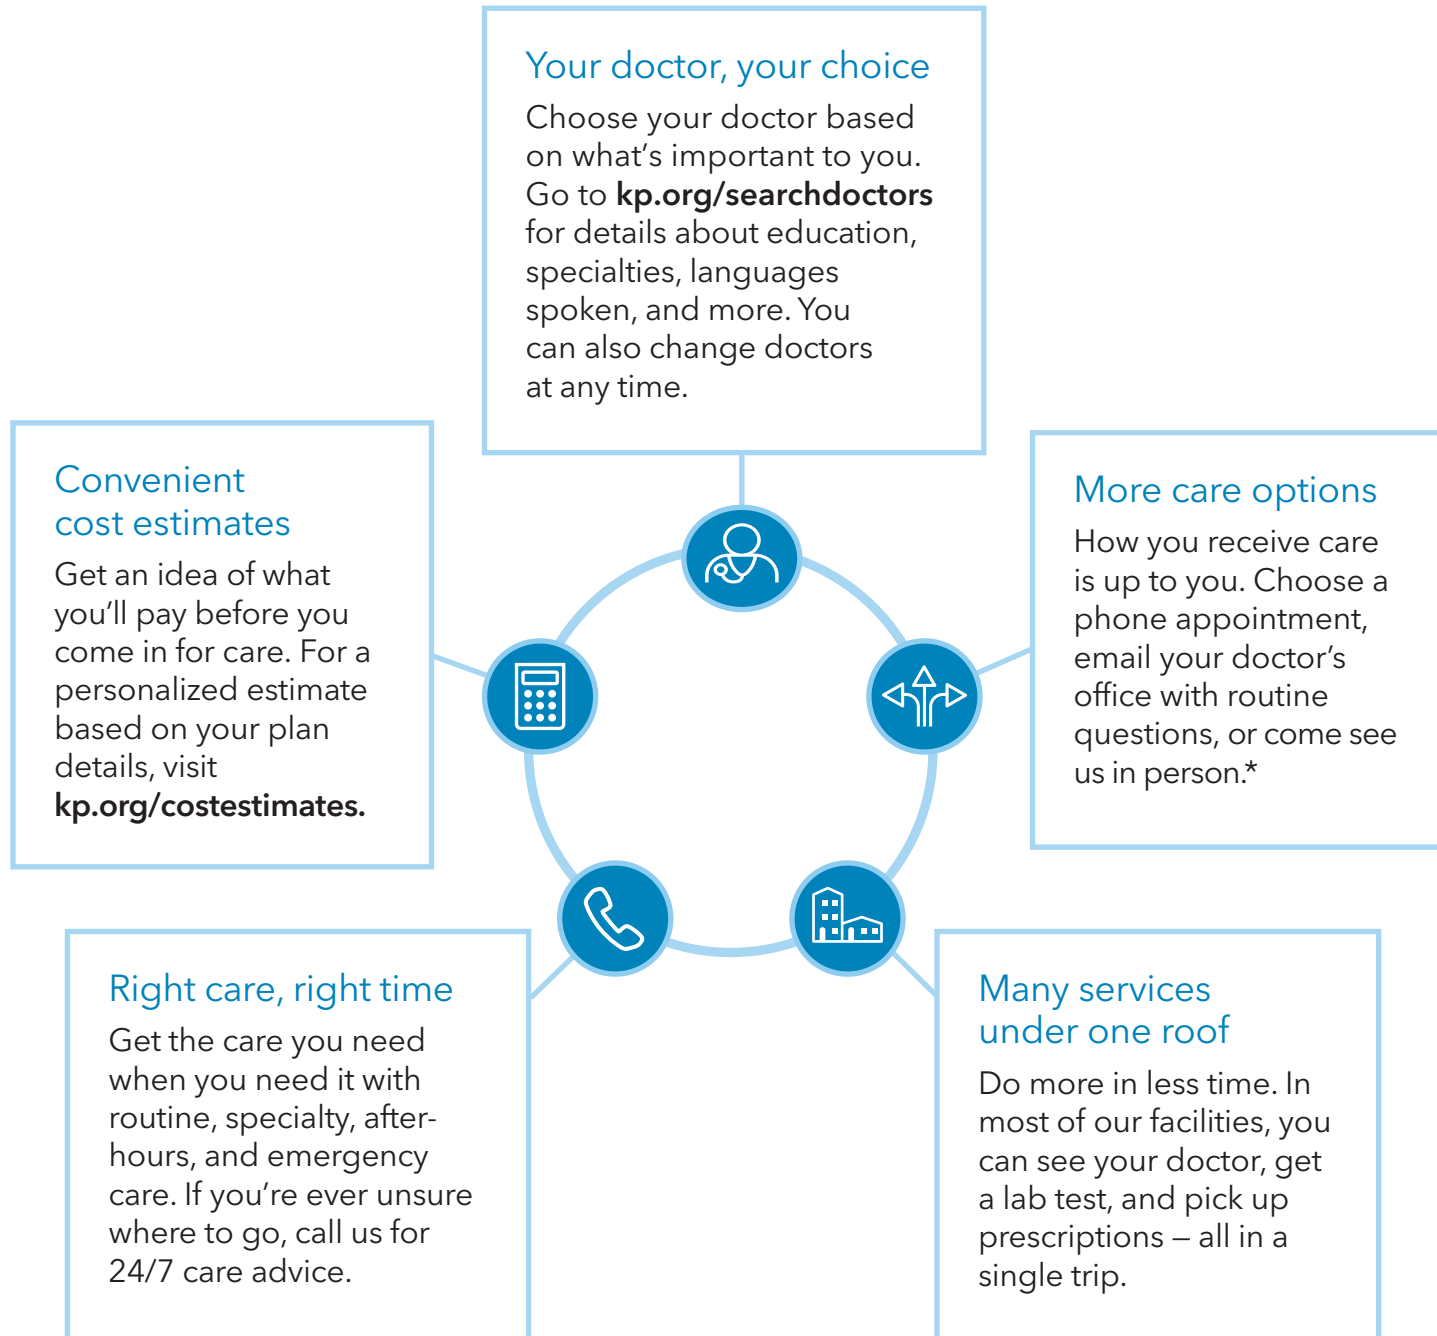 Your doctor, your choice
Choose your doctor based
on what’s important to you.
Go to kp.org/searchdoctors
for details about education,
specialties, languages
spoken, and more. You
can also change doctors
at any time.
Convenient
cost estimates
Get an idea of what
you’ll pay before you
come in for care. For a
personalized estimate
based on your plan
details, visit
kp.org/costestimates.
More care options
How you receive care
is up to you. Choose a
phone appointment,
email your doctor’s
office with routine
questions, or come see
us in person.*
Right care, right time
Get the care you need
when you need it with
routine, specialty, after-
hours, and emergency
care. If you’re ever unsure
where to go, call us for
24/7 care advice.
Many services
under one roof
Do more in less time. In
most of our facilities, you
can see your doctor, get
a lab test, and pick up
prescriptions – all in a
single trip.